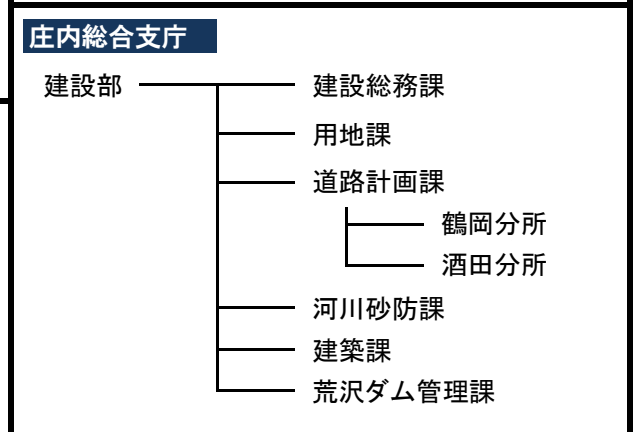 庄内総合支庁
建設部 建設総務課
用地課
道路計画課
鶴岡分所
酒田分所
河川砂防課
建築課
荒沢ダム管理課